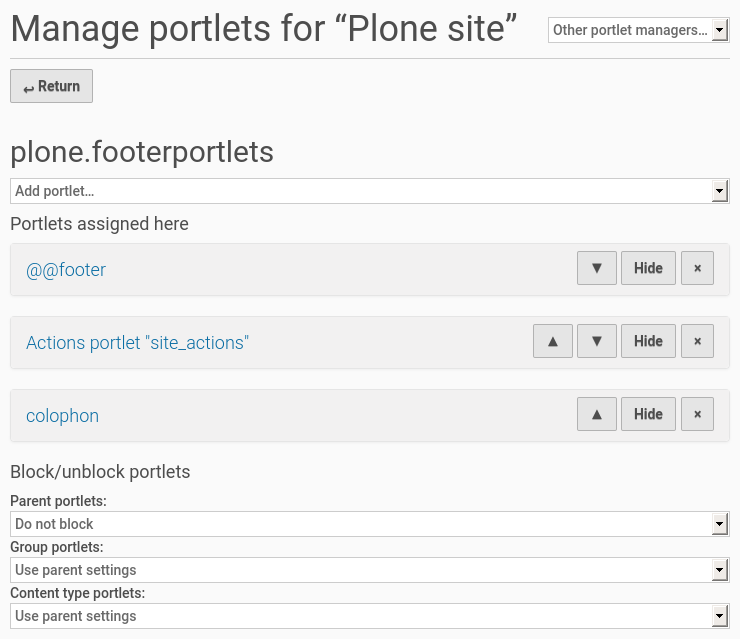 Manage portlets for “Plone site”
Other portlet managers...
↵ Return
plone.footerportlets
Add portlet...
Portlets assigned here
@@footer ▼ Hide ×
Actions portlet "site_actions" ▲ ▼ Hide ×
colophon ▲ Hide ×
Block/unblock portlets
Parent portlets:
Do not block
Group portlets:
Use parent settings
Content type portlets:
Use parent settings